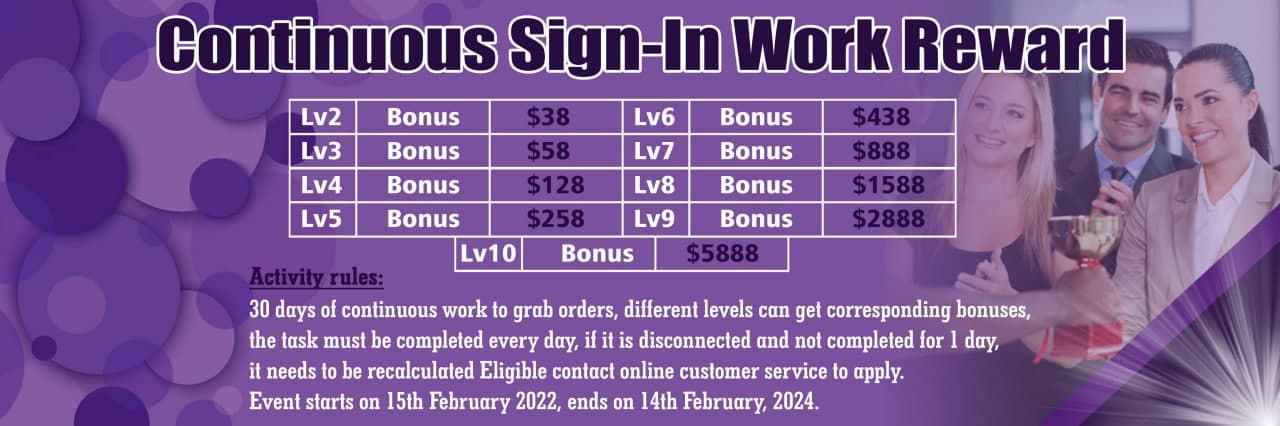 Continuous Sign-In Work Reward
Lv2 Bonus $38 Lv6 Bonus $438
Lv3 Bonus $58 Lv7 Bonus $888
Lv4 Bonus $128 Lv8 Bonus $1588
Lv5 Bonus $258 Lv9 Bonus $2888
Lv10 Bonus $5888
Activity rules:
30 days of continuous work to grab orders, different levels can get corresponding bonuses,
the task must be completed every day, if it is disconnected and not completed for 1 day,
it needs to be recalculated Eligible contact online customer service to apply.
Event starts on 15th February 2022, ends on 14th February, 2024.